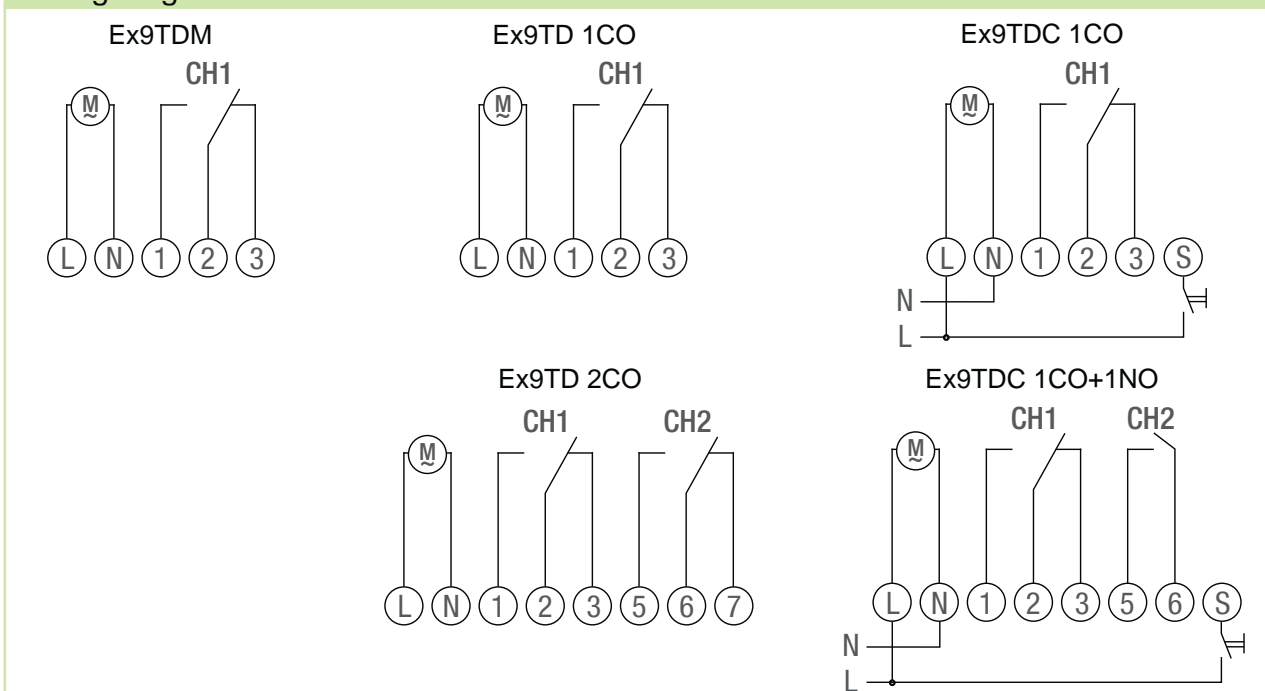 Ex9TDM
CH1
M
~
L N 1 2 3
Ex9TD 1CO
CH1
M
~
L N 1 2 3
Ex9TDC 1CO
CH1
M
~
L N 1 2 3 S
N
L
Ex9TD 2CO
CH1 CH2
M
~
L N 1 2 3 5 6 7
Ex9TDC 1CO+1NO
CH1 CH2
M
~
L N 1 2 3 5 6 S
N
L